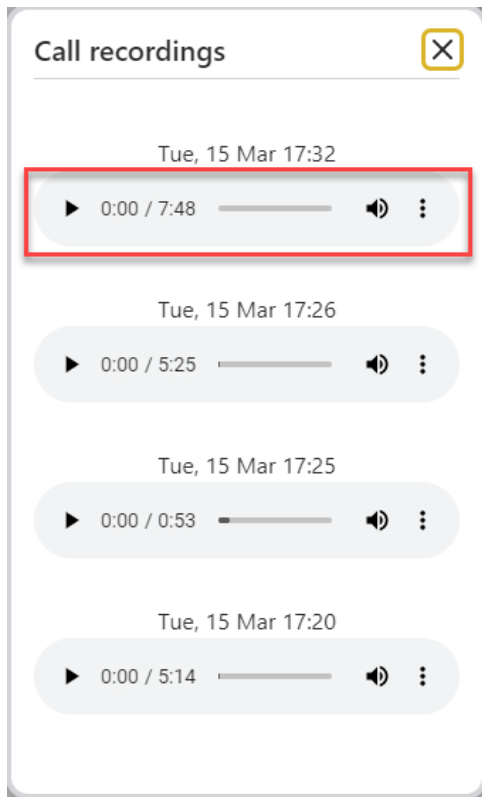 Call recordings
Tue, 15 Mar 17:32
0:00 / 7:48
Tue, 15 Mar 17:26
0:00 / 5:25
Tue, 15 Mar 17:25
0:00 / 0:53
Tue, 15 Mar 17:20
0:00 / 5:14